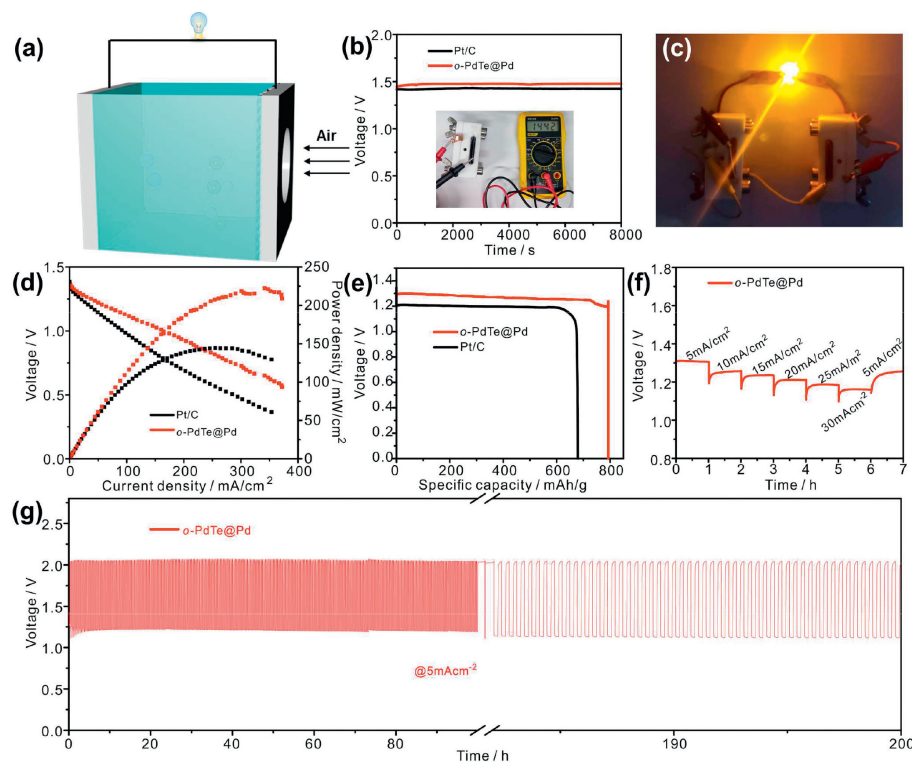 (a)
Air
(b)
Voltage / V
2.0
1.5
1.0
0.5
0.0
Pt/C
o-PdTe@Pd
1.442
0 2000 4000 6000 8000
Time / s
(c)
(d)
Voltage / V
1.5
1.0
0.5
0.0
Pt/C
o-PdTe@Pd
250
200
150
100
50
0
Power density / mW/cm²
0 100 200 300 400
Current density / mA/cm²
(e)
Voltage / V
1.4
1.2
1.0
0.8
0.6
0.4
0.2
0.0
o-PdTe@Pd
Pt/C
0 200 400 600 800
Specific capacity / mAh/g
(f)
Voltage / V
1.8
1.6
1.4
1.2
1.0
0.8
o-PdTe@Pd
5mA/cm²
10mA/cm²
15mA/cm²
20mA/cm²
25mA/m²
5mA/cm²
30mAcm⁻²
0 1 2 3 4 5 6 7
Time / h
(g)
Voltage / V
2.5
2.0
1.5
1.0
0.5
0.0
o-PdTe@Pd
@5mAcm⁻²
0 20 40 60 80 190 200
Time / h